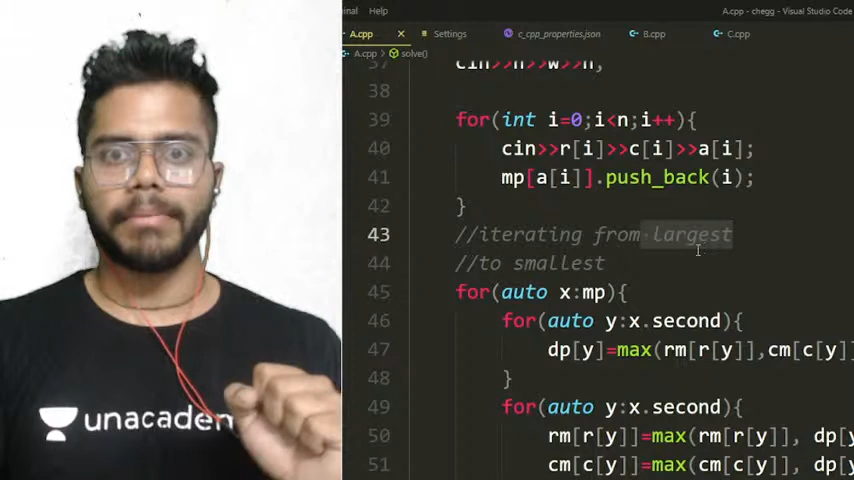 inal Help A.cpp - chegg - Visual Studio Code
A.cpp Settings c_cpp_properties.json B.cpp C.cpp
A.cpp > solve()
37 cin>>h>>w>>n;
38
39 for(int i=0;i<n;i++){
40 cin>>r[i]>>c[i]>>a[i];
41 mp[a[i]].push_back(i);
42 }
43 //iterating from largest
44 //to smallest
45 for(auto x:mp){
46 for(auto y:x.second){
47 dp[y]=max(rm[r[y]],cm[c[y]
48 }
49 for(auto y:x.second){
50 rm[r[y]]=max(rm[r[y]], dp[y
51 cm[c[y]]=max(cm[c[y]], dp[y
unacadem